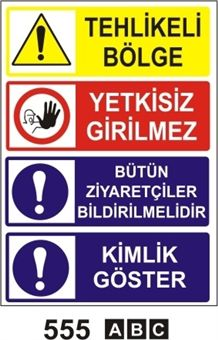 TEHLİKELİ
BÖLGE
YETKİSİZ
GİRİLMEZ
BÜTÜN
ZİYARETÇİLER
BİLDİRİLMELİDİR
KİMLİK
GÖSTER
555 A B C